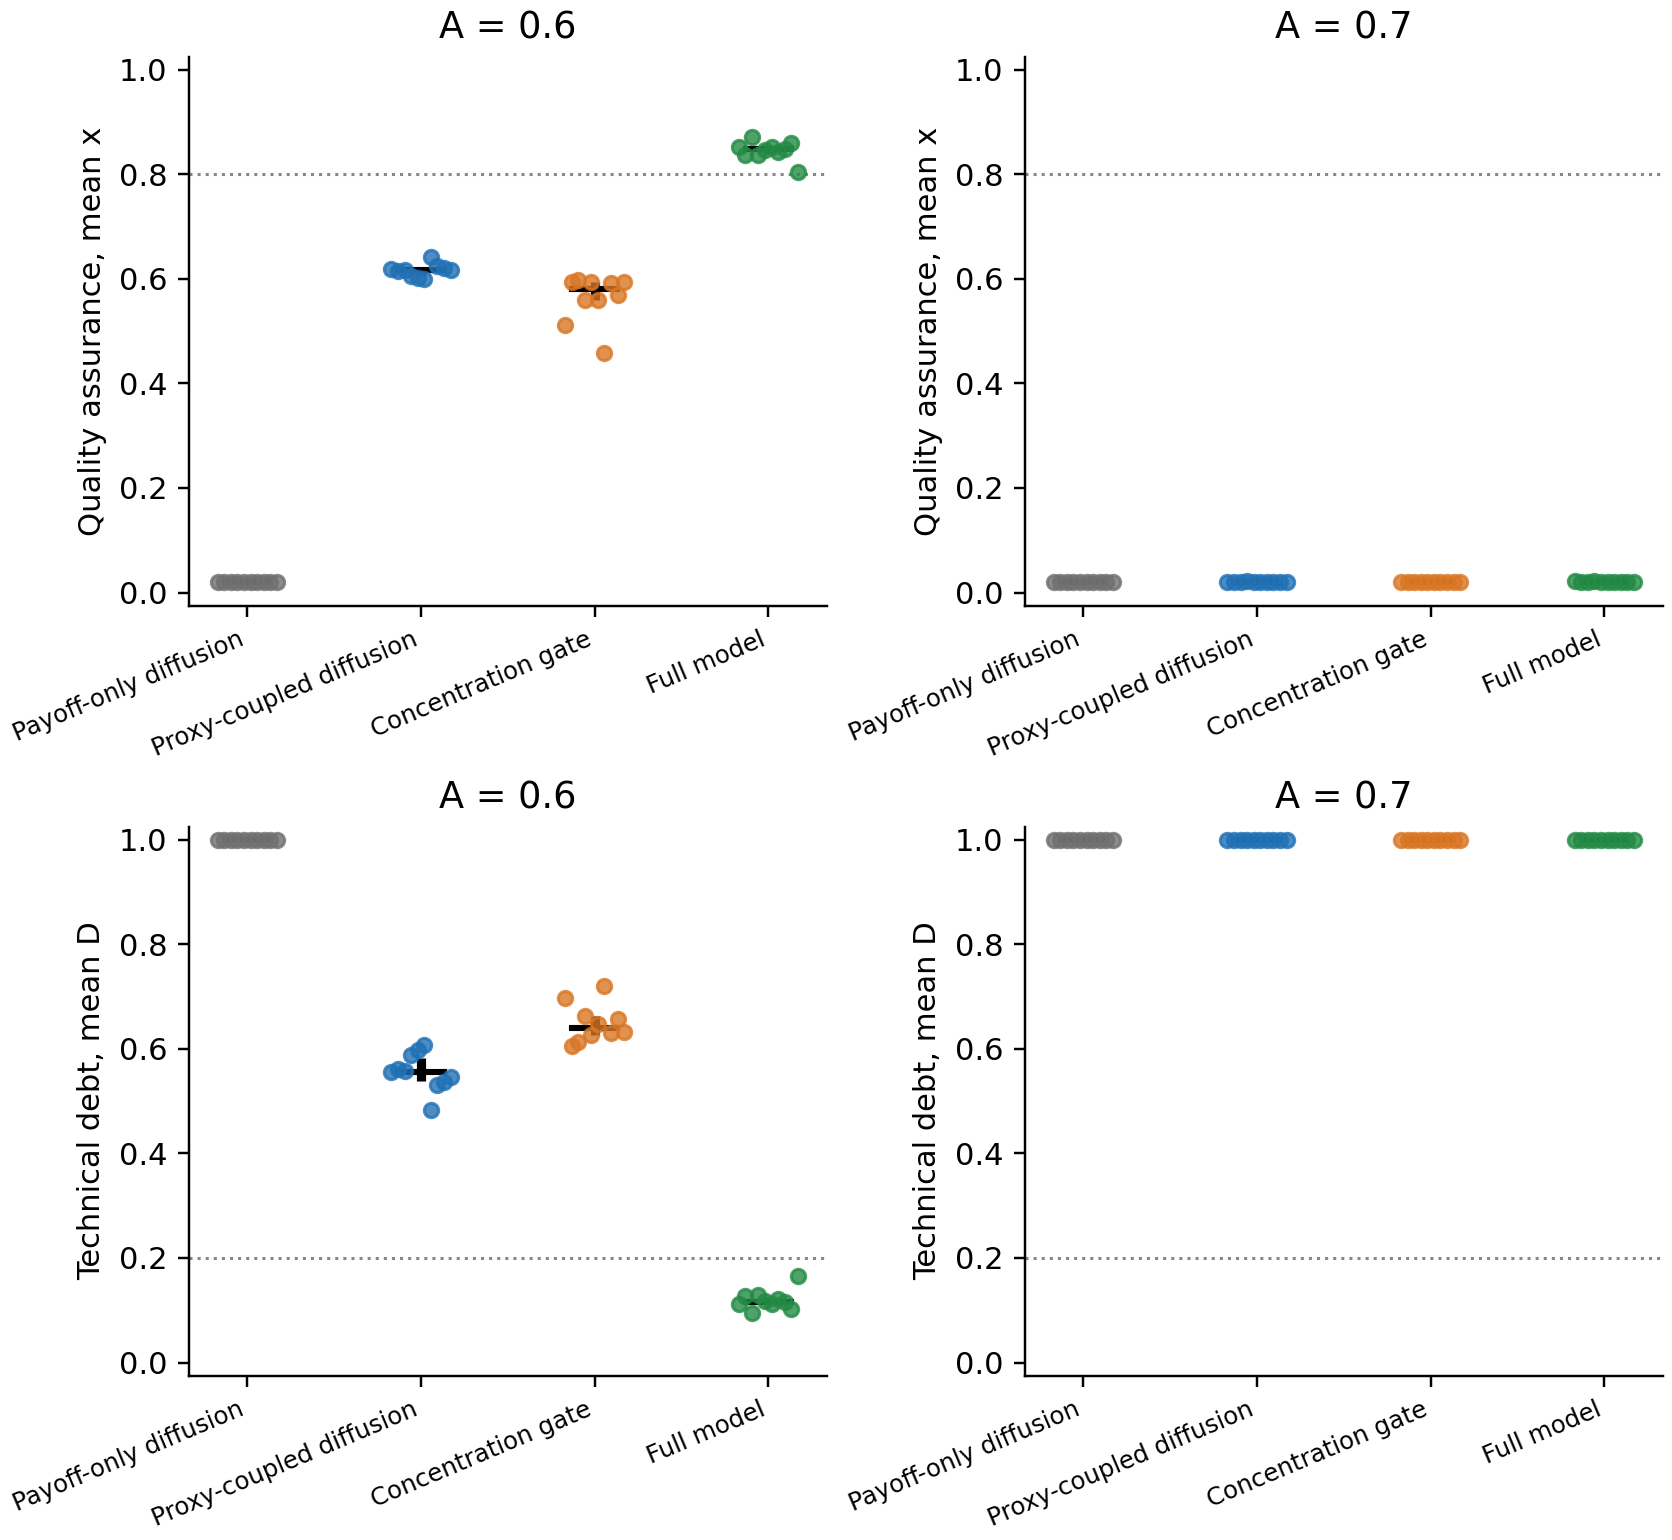 A = 0.6
1.0
0.8
0.6
0.4
0.2
0.0
Quality assurance, mean x
Payoff-only diffusion
Proxy-coupled diffusion
Concentration gate
Full model
A = 0.7
1.0
0.8
0.6
0.4
0.2
0.0
Quality assurance, mean x
Payoff-only diffusion
Proxy-coupled diffusion
Concentration gate
Full model
A = 0.6
1.0
0.8
0.6
0.4
0.2
0.0
Technical debt, mean D
Payoff-only diffusion
Proxy-coupled diffusion
Concentration gate
Full model
A = 0.7
1.0
0.8
0.6
0.4
0.2
0.0
Technical debt, mean D
Payoff-only diffusion
Proxy-coupled diffusion
Concentration gate
Full model